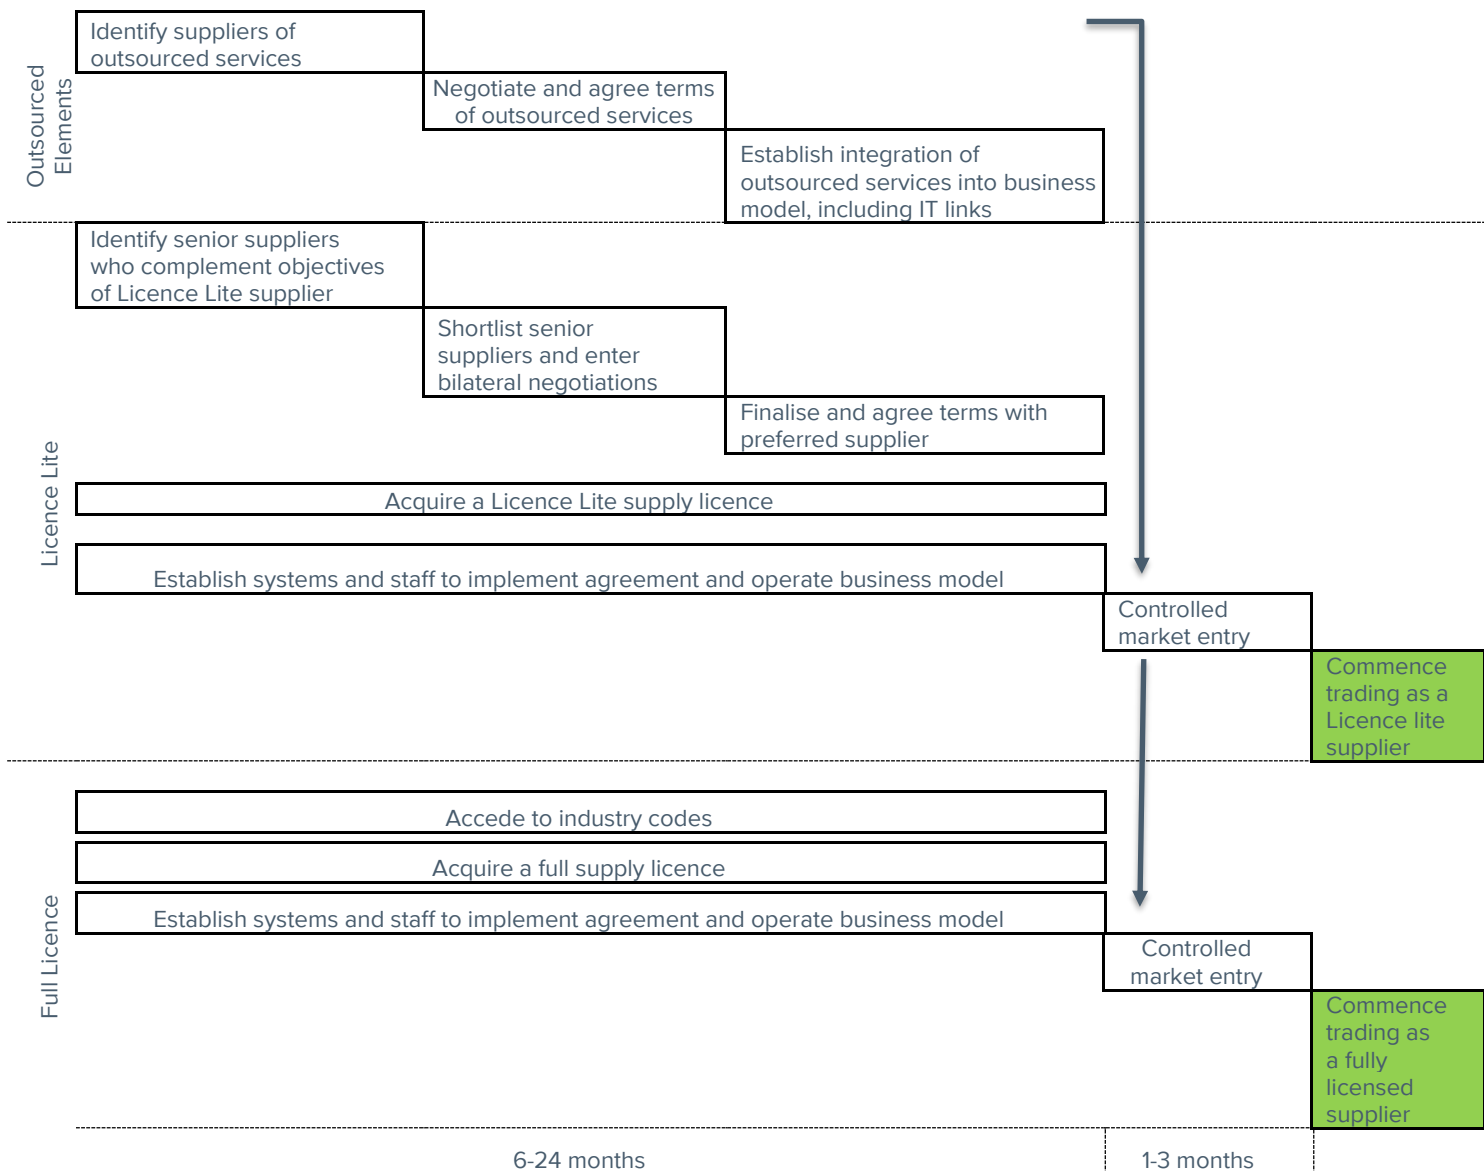 Outsourced
Elements
Identify suppliers of
outsourced services
Negotiate and agree terms
of outsourced services
Establish integration of
outsourced services into business
model, including IT links
Licence Lite
Identify senior suppliers
who complement objectives
of Licence Lite supplier
Shortlist senior
suppliers and enter
bilateral negotiations
Finalise and agree terms with
preferred supplier
Acquire a Licence Lite supply licence
Establish systems and staff to implement agreement and operate business model
Controlled
market entry
Commence
trading as a
Licence lite
supplier
Full Licence
Accede to industry codes
Acquire a full supply licence
Establish systems and staff to implement agreement and operate business model
Controlled
market entry
Commence
trading as
a fully
licensed
supplier
6-24 months
1-3 months